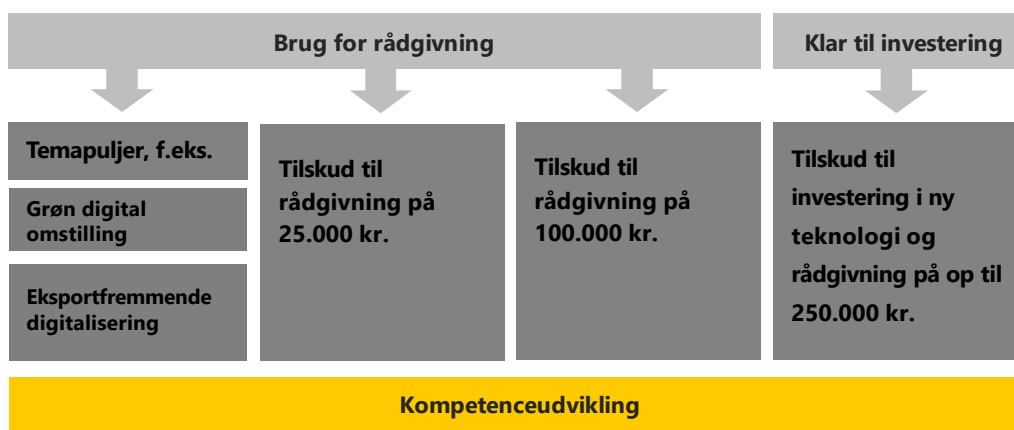 Brug for rådgivning
Klar til investering
Temapuljer, f.eks.
Grøn digital
omstilling
Eksportfremmende
digitalisering
Tilskud til
rådgivning på
25.000 kr.
Tilskud til
rådgivning på
100.000 kr.
Tilskud til
investering i ny
teknologi og
rådgivning på op til
250.000 kr.
Kompetenceudvikling